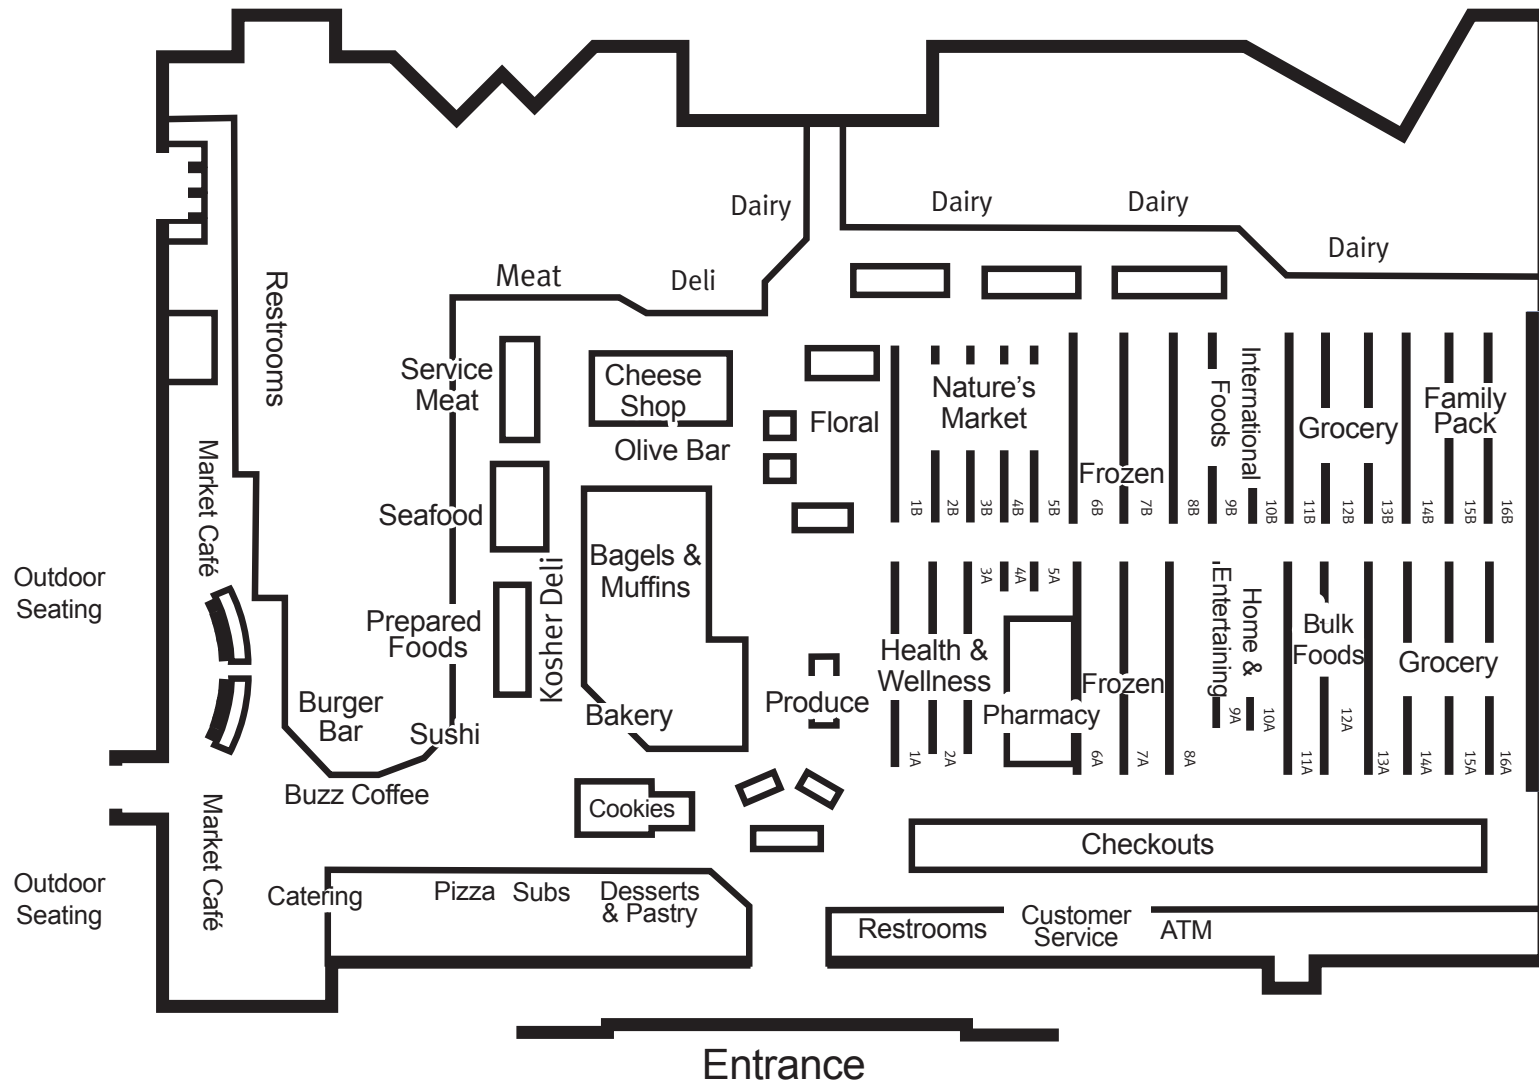 Dairy
Dairy
Dairy
Dairy
Meat
Deli
Restrooms
Service
Meat
Cheese
Shop
Olive Bar
Floral
Nature's
Market
Frozen
International
Foods
Grocery
Family
Pack
1B
2B
3B
4B
5B
6B
7B
8B
9B
10B
11B
12B
13B
14B
15B
16B
Market Café
Seafood
Kosher Deli
Bagels &
Muffins
Outdoor
Seating
Prepared
Foods
3A
4A
5A
Home &
Entertaining
Bulk
Foods
Health &
Wellness
Pharmacy
Frozen
Grocery
Produce
Bakery
Burger
Bar
Sushi
Buzz Coffee
1A
2A
6A
7A
8A
9A
10A
11A
12A
13A
14A
15A
16A
Market Café
Cookies
Checkouts
Outdoor
Seating
Catering
Pizza
Subs
Desserts
& Pastry
Restrooms
Customer
Service
ATM
Entrance